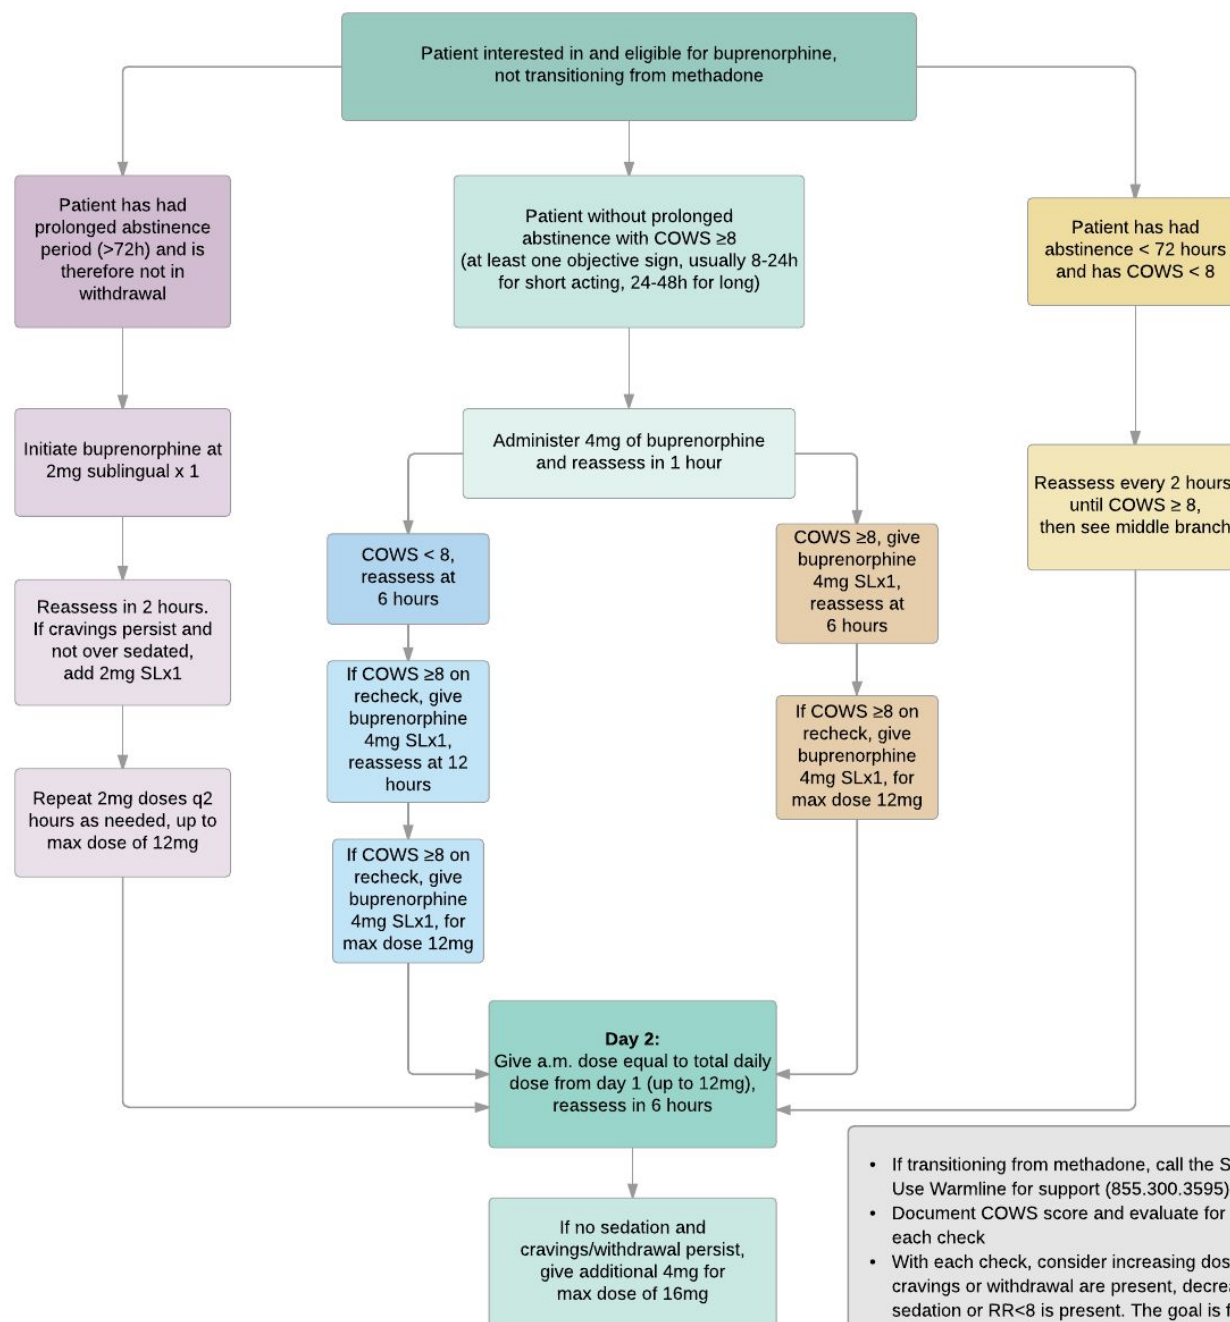 Patient interested in and eligible for buprenorphine,
not transitioning from methadone
Patient has had
prolonged abstinence
period (>72h) and is
therefore not in
withdrawal
Patient without prolonged
abstinence with COWS ≥8
(at least one objective sign, usually 8-24h
for short acting, 24-48h for long)
Patient has had
abstinence < 72 hours
and has COWS < 8
Initiate buprenorphine at
2mg sublingual x 1
Administer 4mg of buprenorphine
and reassess in 1 hour
Reassess every 2 hours
until COWS ≥ 8,
then see middle branch
Reassess in 2 hours.
If cravings persist and
not over sedated,
add 2mg SLx1
COWS < 8,
reassess at
6 hours
COWS ≥8, give
buprenorphine
4mg SLx1,
reassess at
6 hours
If COWS ≥8 on
recheck, give
buprenorphine
4mg SLx1,
reassess at 12
hours
If COWS ≥8 on
recheck, give
buprenorphine
4mg SLx1, for
max dose 12mg
Repeat 2mg doses q2
hours as needed, up to
max dose of 12mg
If COWS ≥8 on
recheck, give
buprenorphine
4mg SLx1, for
max dose 12mg
Day 2:
Give a.m. dose equal to total daily
dose from day 1 (up to 12mg),
reassess in 6 hours
If no sedation and
cravings/withdrawal persist,
give additional 4mg for
max dose of 16mg
• If transitioning from methadone, call the
Use Warmline for support (855.300.3595)
• Document COWS score and evaluate for
each check
• With each check, consider increasing
cravings or withdrawal are present,
sedation or RR<8 is present. The goal is